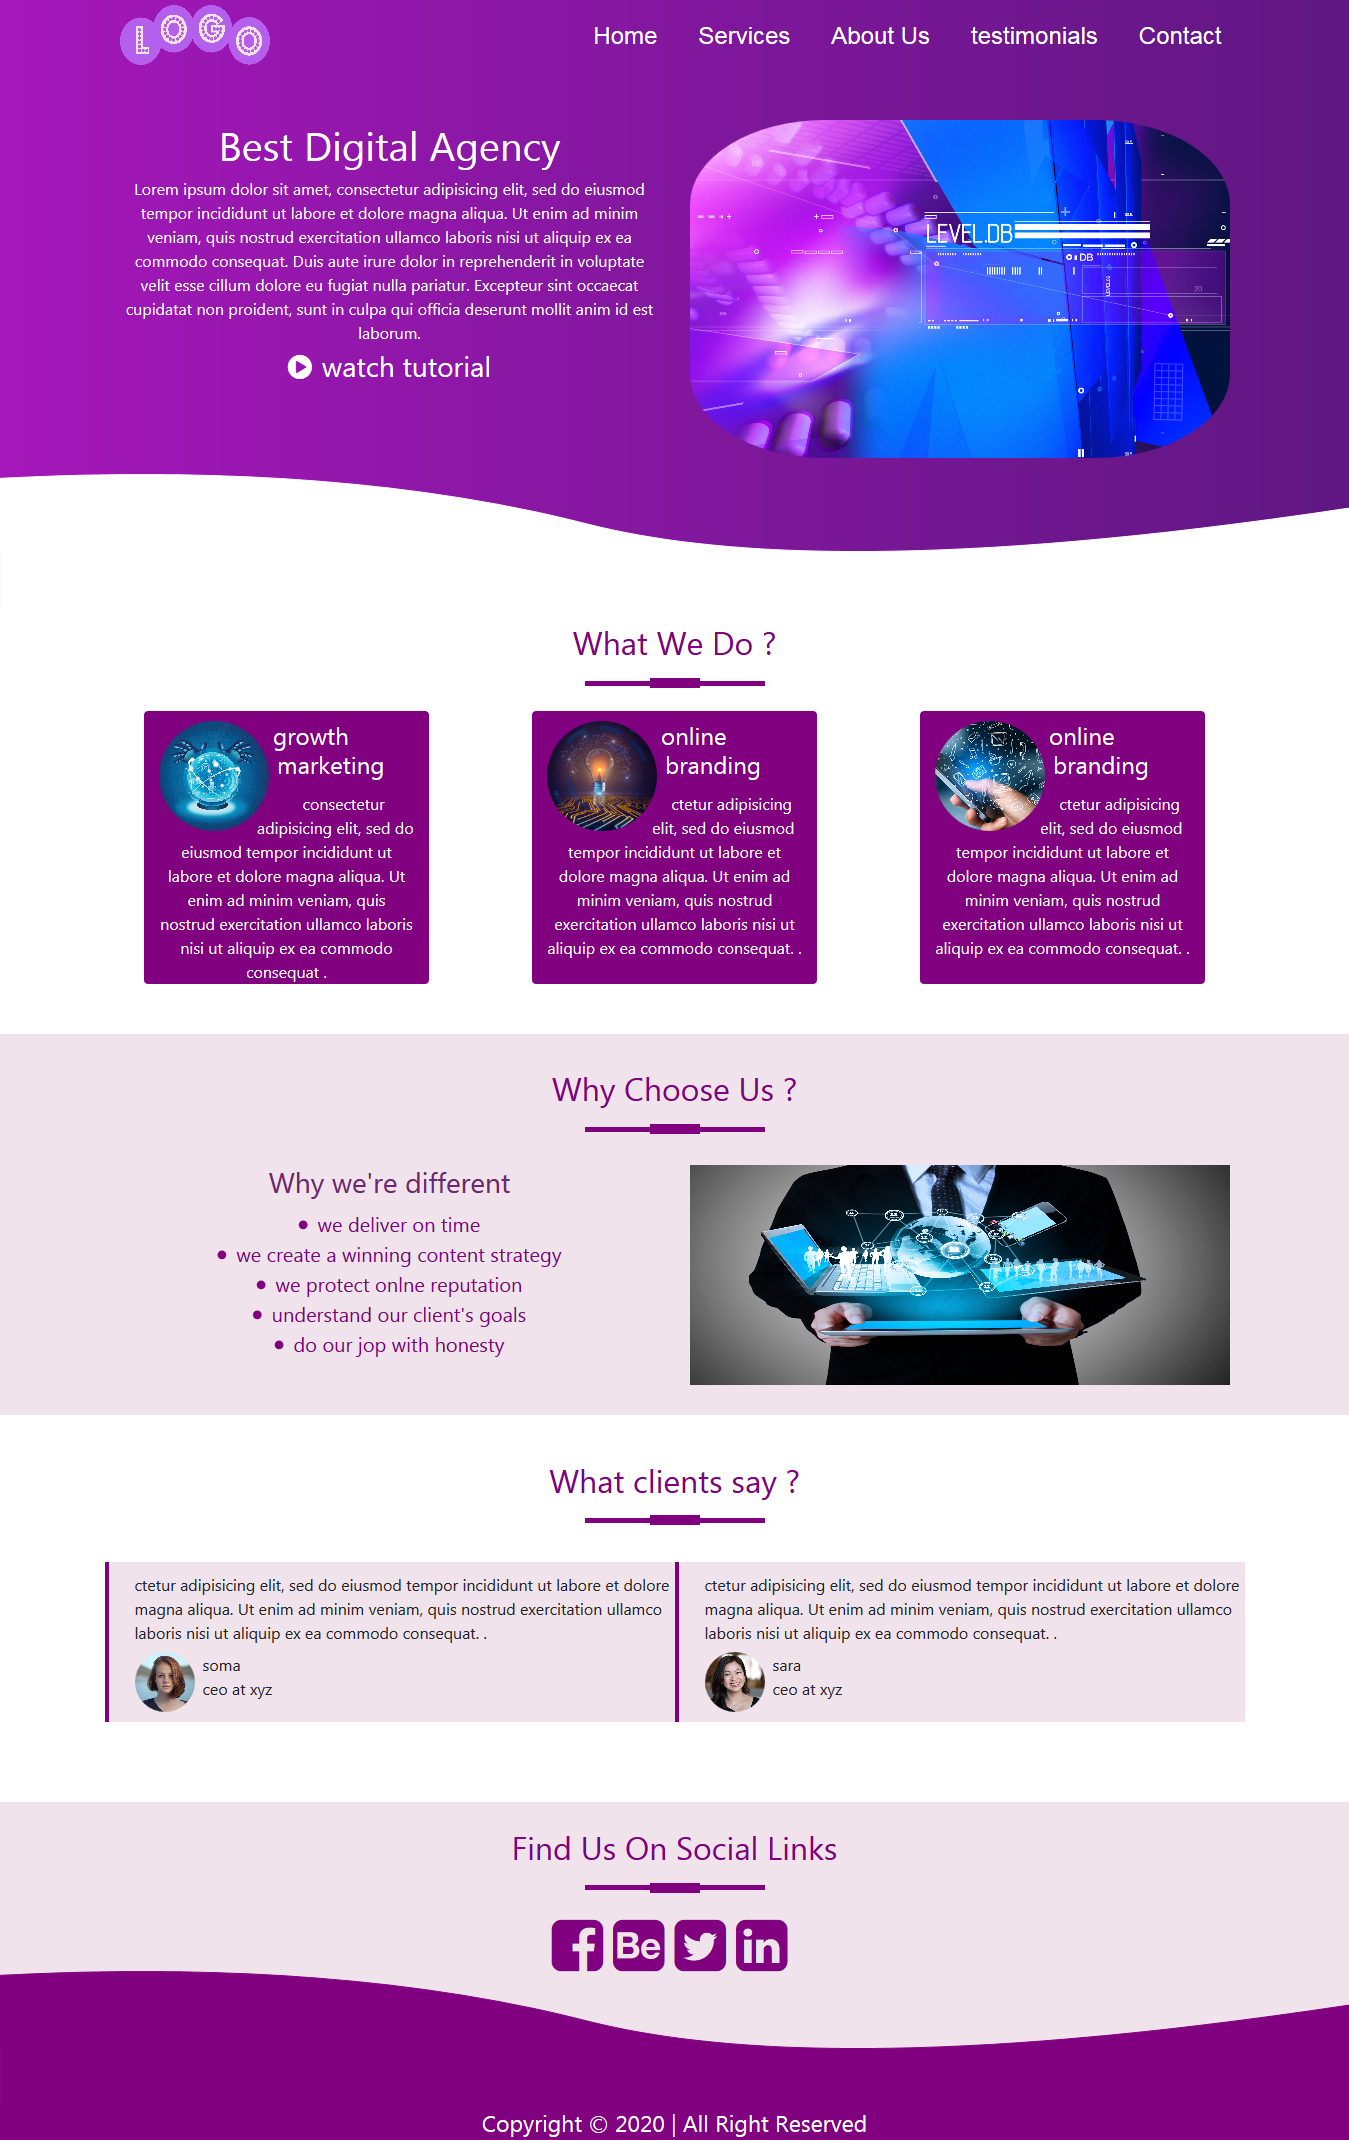 LOGO
Home Services About Us testimonials Contact
Best Digital Agency
Lorem ipsum dolor sit amet, consectetur adipisicing elit, sed do eiusmod
tempor incididunt ut labore et dolore magna aliqua. Ut enim ad minim
veniam, quis nostrud exercitation ullamco laboris nisi ut aliquip ex ea
commodo consequat. Duis aute irure dolor in reprehenderit in voluptate
velit esse cillum dolore eu fugiat nulla pariatur. Excepteur sint occaecat
cupidatat non proident, sunt in culpa qui officia deserunt mollit anim id est
laborum.
watch tutorial
LEVEL.DB
DB
What We Do ?
growth
marketing
consectetur
adipisicing elit, sed do
eiusmod tempor incididunt ut
labore et dolore magna aliqua. Ut
enim ad minim veniam, quis
nostrud exercitation ullamco laboris
nisi ut aliquip ex ea commodo
consequat .
online
branding
ctetur adipisicing
elit, sed do eiusmod
tempor incididunt ut labore et
dolore magna aliqua. Ut enim ad
minim veniam, quis nostrud
exercitation ullamco laboris nisi ut
aliquip ex ea commodo consequat. .
online
branding
ctetur adipisicing
elit, sed do eiusmod
tempor incididunt ut labore et
dolore magna aliqua. Ut enim ad
minim veniam, quis nostrud
exercitation ullamco laboris nisi ut
aliquip ex ea commodo consequat. .
Why Choose Us ?
Why we're different
• we deliver on time
• we create a winning content strategy
• we protect onlne reputation
• understand our client's goals
• do our jop with honesty
What clients say ?
ctetur adipisicing elit, sed do eiusmod tempor incididunt ut labore et dolore
magna aliqua. Ut enim ad minim veniam, quis nostrud exercitation ullamco
laboris nisi ut aliquip ex ea commodo consequat. .
soma
ceo at xyz
ctetur adipisicing elit, sed do eiusmod tempor incididunt ut labore et dolore
magna aliqua. Ut enim ad minim veniam, quis nostrud exercitation ullamco
laboris nisi ut aliquip ex ea commodo consequat. .
sara
ceo at xyz
Find Us On Social Links
f Bē in
Copyright © 2020 | All Right Reserved